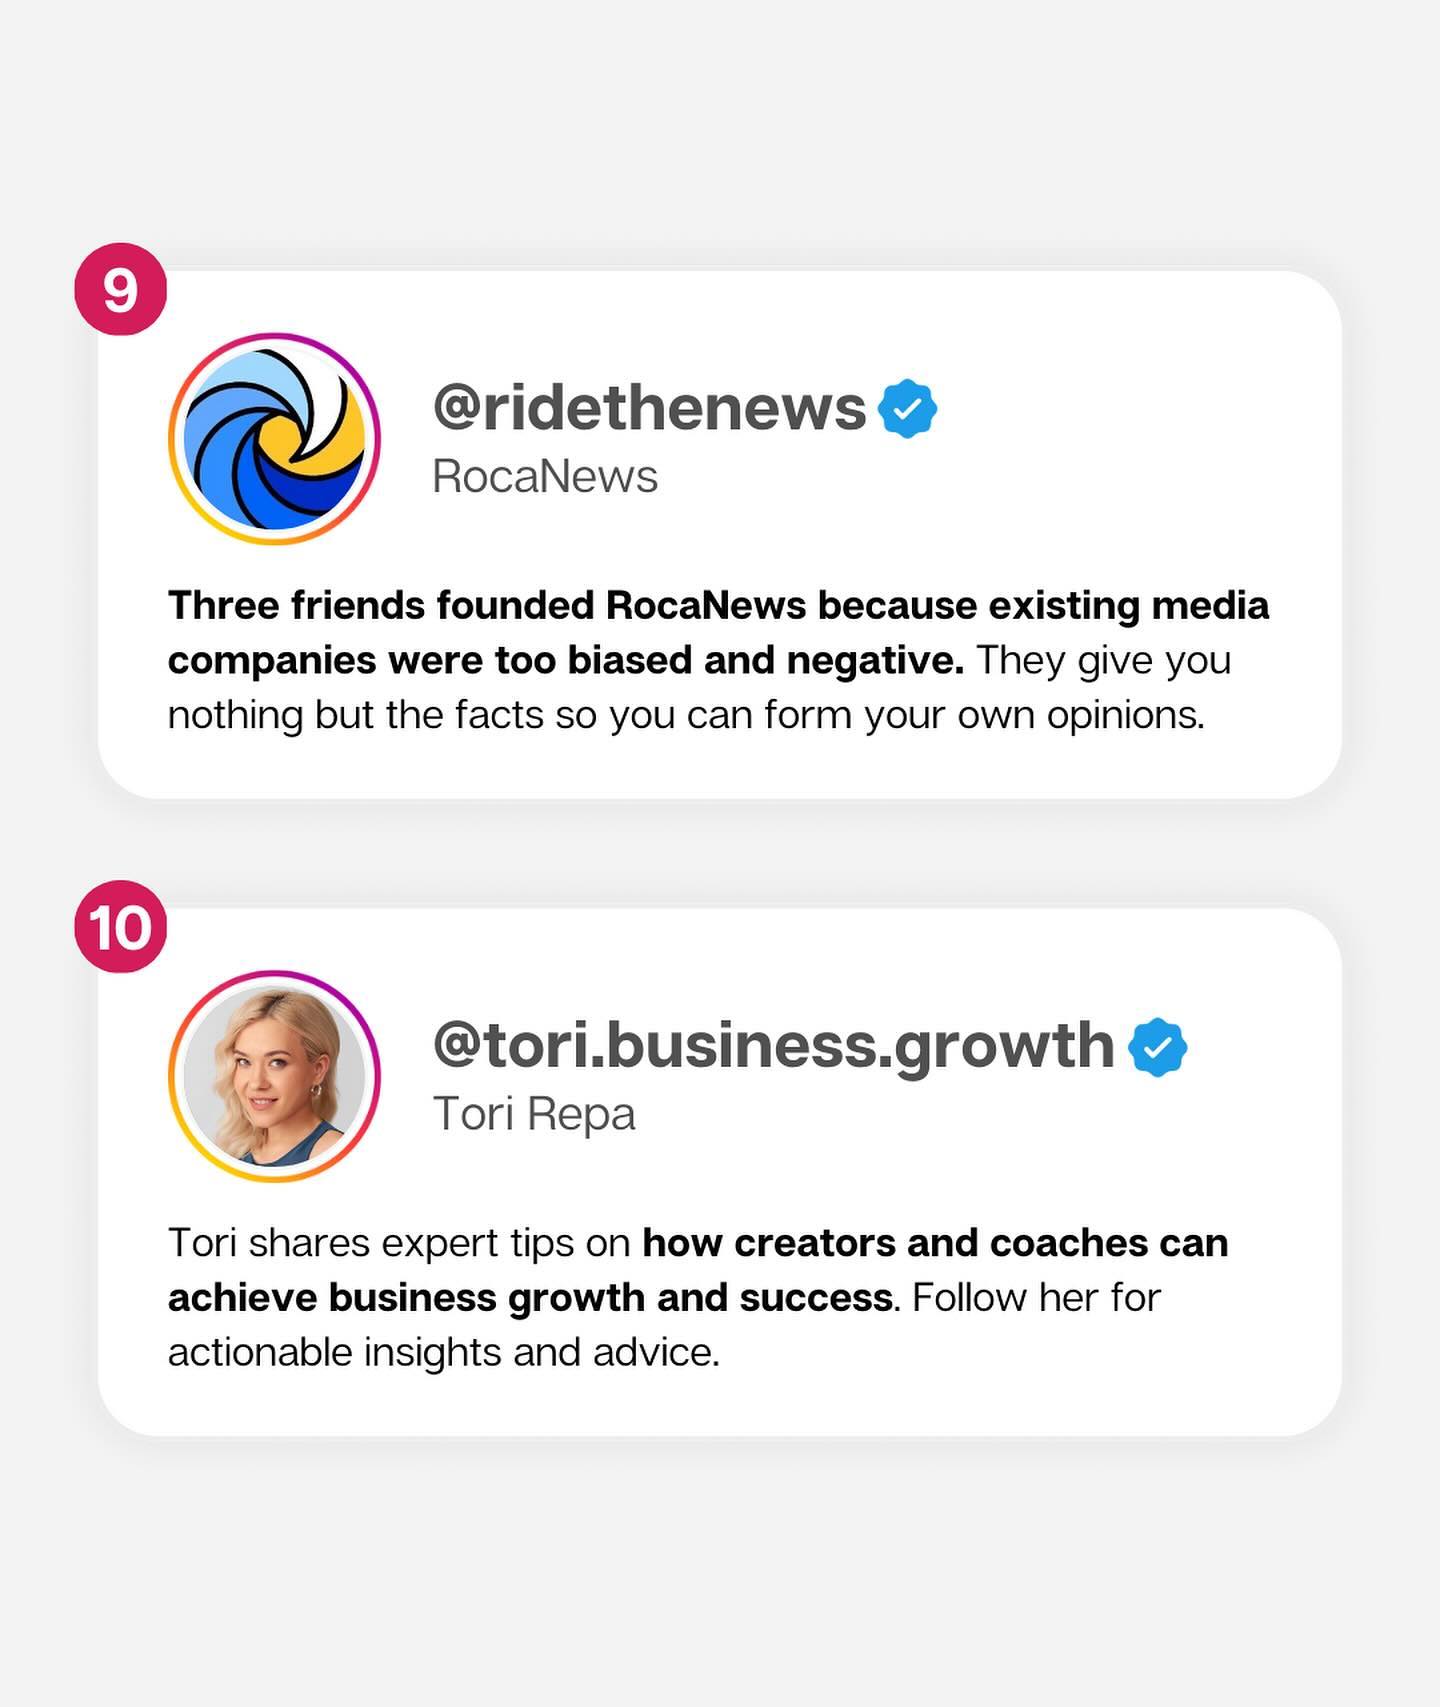 9
@ridethenews
RocaNews
Three friends founded RocaNews because existing media
companies were too biased and negative. They give you
nothing but the facts so you can form your own opinions.
10
@tori.business.growth
Tori Repa
Tori shares expert tips on how creators and coaches can
achieve business growth and success. Follow her for
actionable insights and advice.